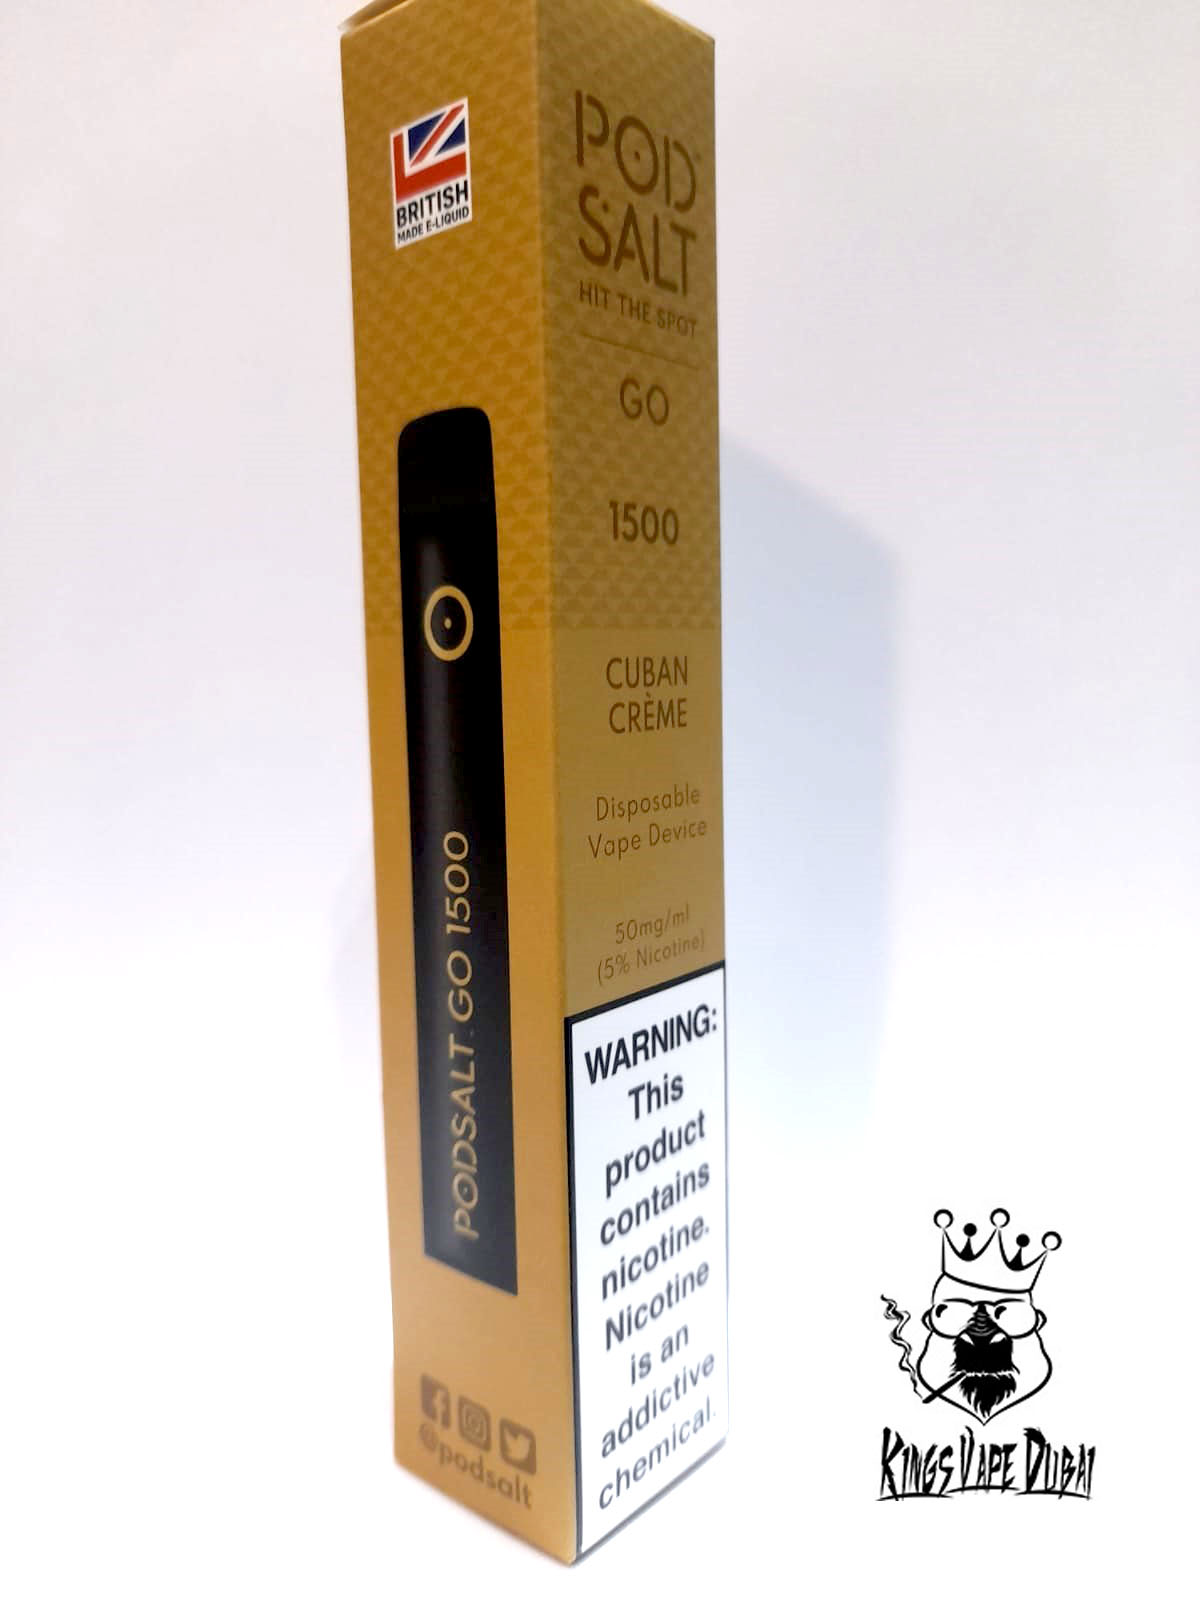 BRITISH
MADE E-LIQUID
PODSALT GO 1500
@podsalt
POD
SALT
HIT THE SPOT
GO
1500
CUBAN
CRÈME
Disposable
Vape Device
50mg/ml
(5% Nicotine)
WARNING:
This
product
contains
nicotine.
Nicotine
is an
addictive
chemical.
KINGS VAPE DUBAI